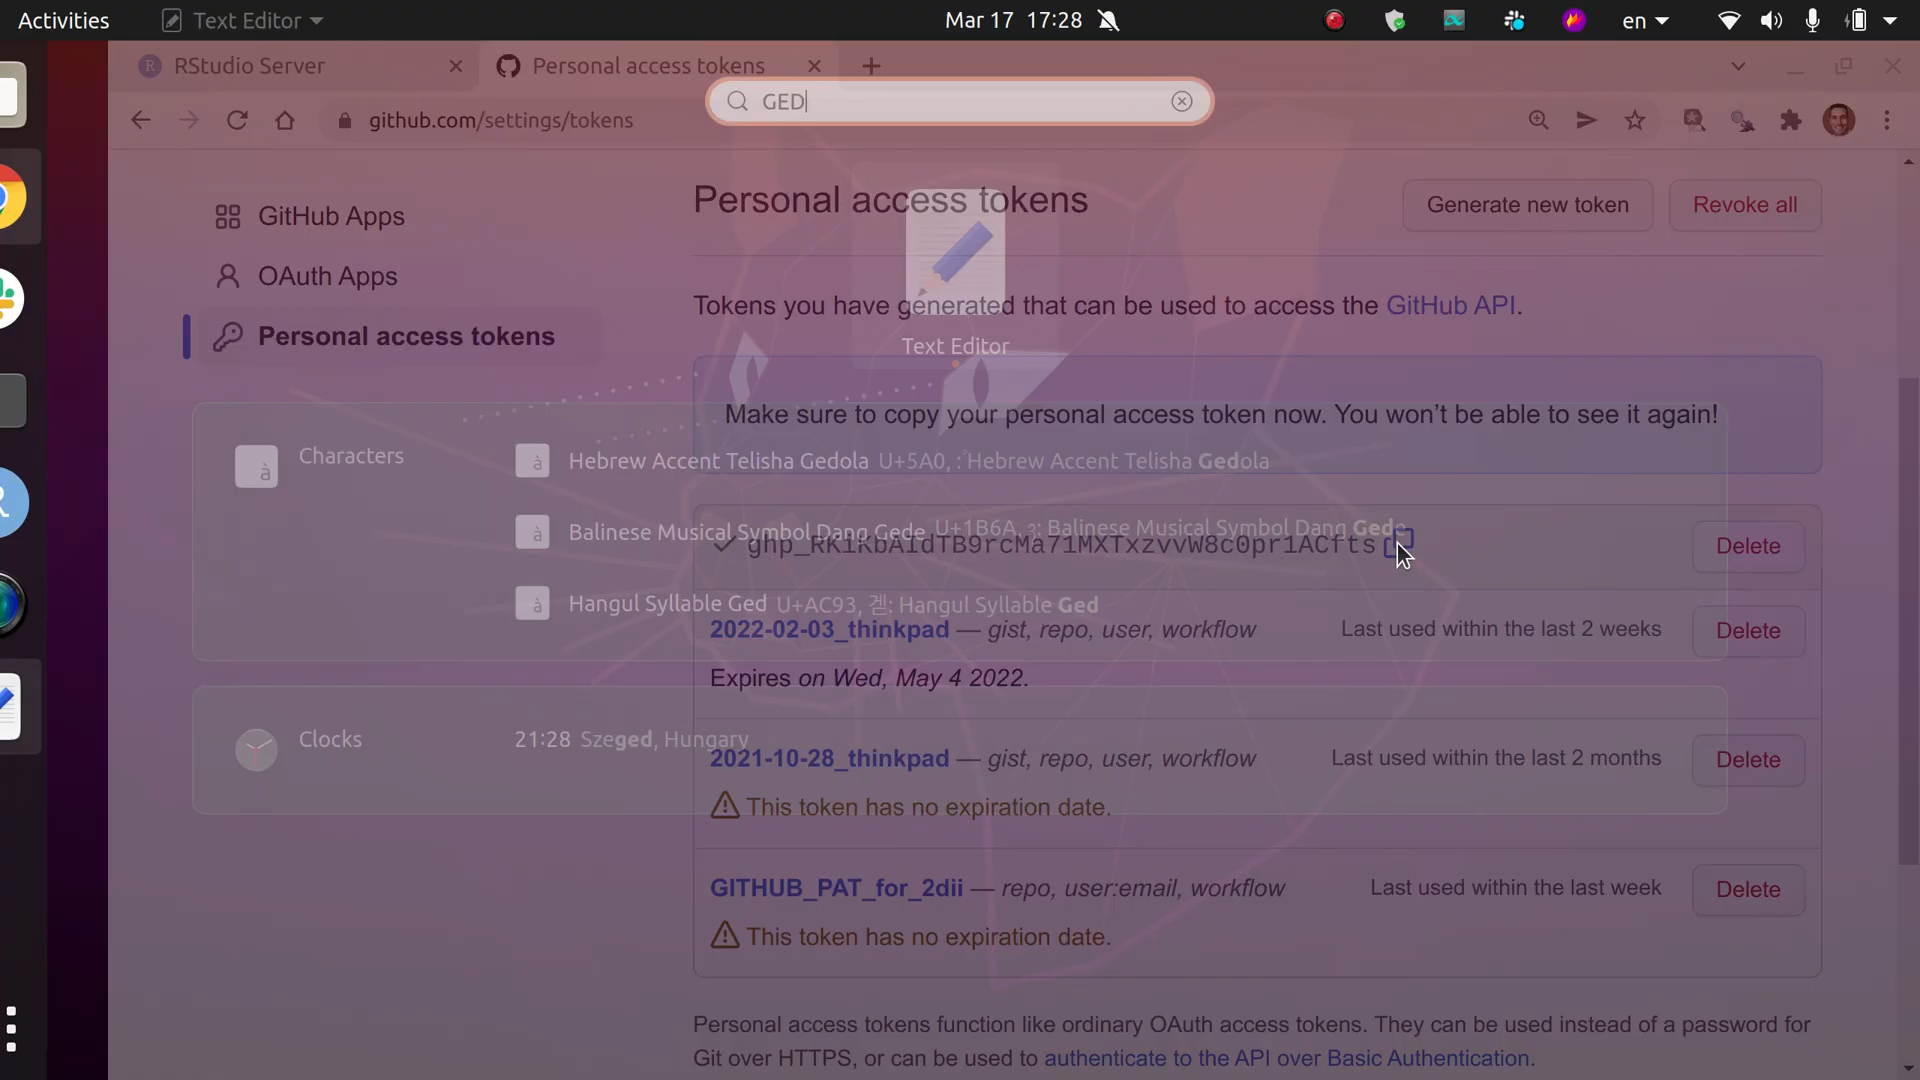 Activities
Text Editor
Mar 17 17:28
en
RStudio Server
Personal access tokens
GED
github.com/settings/tokens
GitHub Apps
OAuth Apps
Personal access tokens
Personal access tokens
Generate new token
Revoke all
Tokens you have generated that can be used to access the GitHub API.
Text Editor
Make sure to copy your personal access token now. You won’t be able to see it again!
Characters
Hebrew Accent Telisha Gedola U+5A0, : Hebrew Accent Telisha Gedola
Balinese Musical Symbol Dang Gede U+1B6A, : Balinese Musical Symbol Dang Gede
Delete
Hangul Syllable Ged U+AC93, 겓: Hangul Syllable Ged
2022-02-03_thinkpad — gist, repo, user, workflow
Last used within the last 2 weeks
Delete
Expires on Wed, May 4 2022.
Clocks
21:28 Szeged, Hungary
2021-10-28_thinkpad — gist, repo, user, workflow
Last used within the last 2 months
Delete
This token has no expiration date.
GITHUB_PAT_for_2dii — repo, user:email, workflow
Last used within the last week
Delete
This token has no expiration date.
Personal access tokens function like ordinary OAuth access tokens. They can be used instead of a password for
Git over HTTPS, or can be used to authenticate to the API over Basic Authentication.